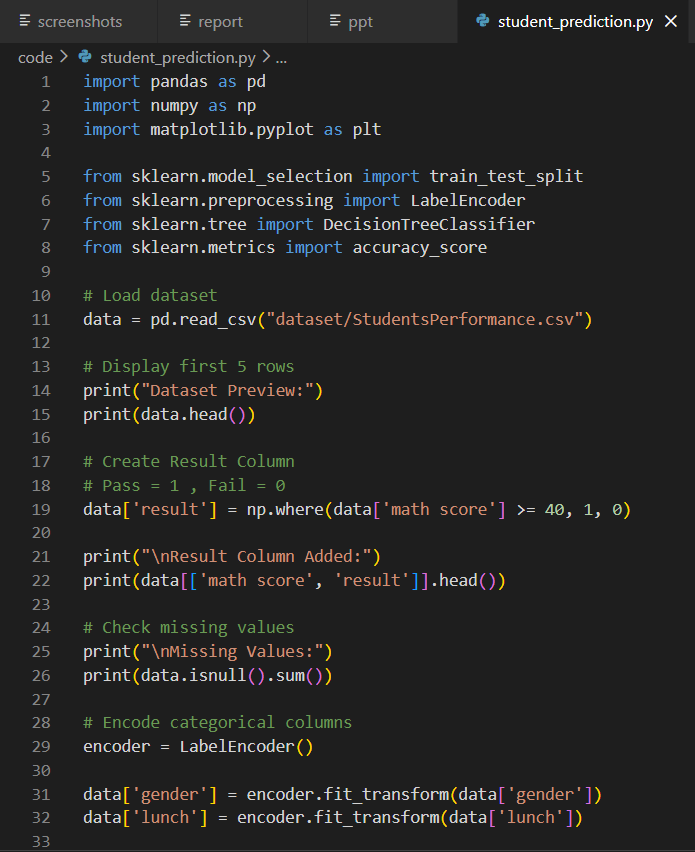 screenshots report ppt student_prediction.py
code > student_prediction.py > ...
1 import pandas as pd
2 import numpy as np
3 import matplotlib.pyplot as plt
4
5 from sklearn.model_selection import train_test_split
6 from sklearn.preprocessing import LabelEncoder
7 from sklearn.tree import DecisionTreeClassifier
8 from sklearn.metrics import accuracy_score
9
10 # Load dataset
11 data = pd.read_csv("dataset/StudentsPerformance.csv")
12
13 # Display first 5 rows
14 print("Dataset Preview:")
15 print(data.head())
16
17 # Create Result Column
18 # Pass = 1 , Fail = 0
19 data['result'] = np.where(data['math score'] >= 40, 1, 0)
20
21 print("\nResult Column Added:")
22 print(data[['math score', 'result']].head())
23
24 # Check missing values
25 print("\nMissing Values:")
26 print(data.isnull().sum())
27
28 # Encode categorical columns
29 encoder = LabelEncoder()
30
31 data['gender'] = encoder.fit_transform(data['gender'])
32 data['lunch'] = encoder.fit_transform(data['lunch'])
33